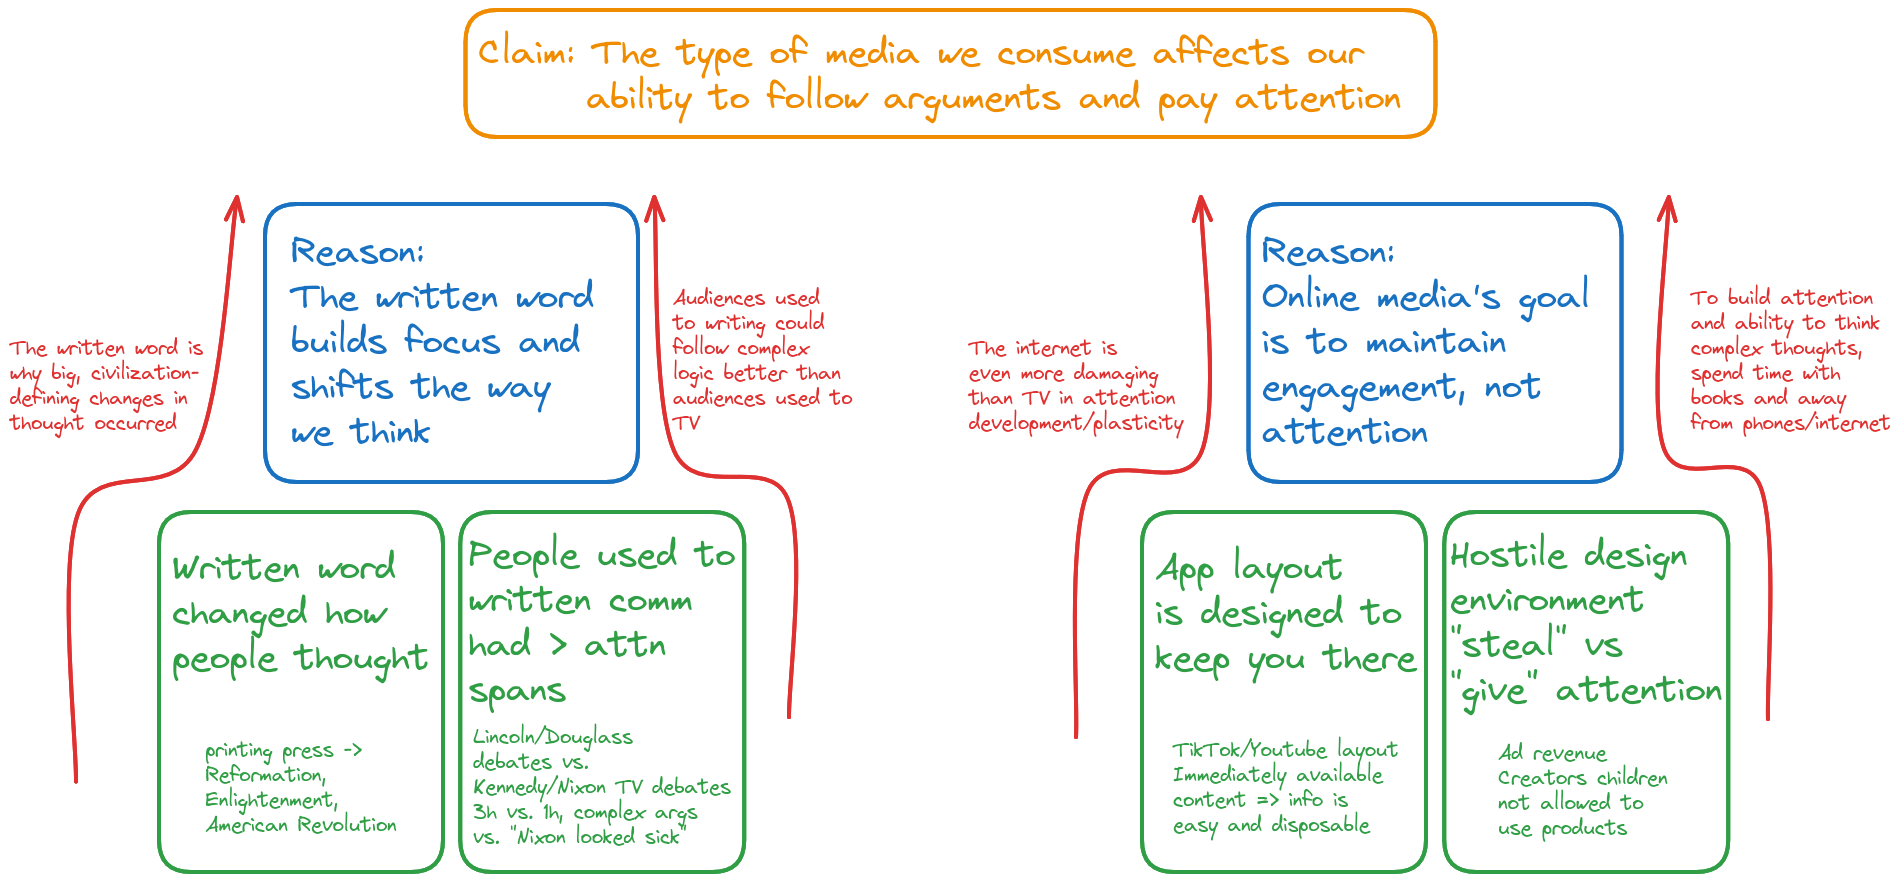 Claim: The type of media we consume affects our
ability to follow arguments and pay attention
The written word is
why big, civilization-
defining changes in
thought occurred
Reason:
The written word
builds focus and
shifts the way
we think
Audiences used
to writing could
follow complex
logic better than
audiences used to
TV
Written word
changed how
people thought
printing press ->
Reformation,
Enlightenment,
American Revolution
People used to
written comm
had > attn
spans
Lincoln/Douglass
debates vs.
Kennedy/Nixon TV debates
3h vs. 1h, complex args
vs. "Nixon looked sick"
The internet is
even more damaging
than TV in attention
development/plasticity
Reason:
Online media's goal
is to maintain
engagement, not
attention
To build attention
and ability to think
complex thoughts,
spend time with
books and away
from phones/internet
App layout
is designed to
keep you there
TikTok/Youtube layout
Immediately available
content => info is
easy and disposable
Hostile design
environment
"steal" vs
"give" attention
Ad revenue
Creators children
not allowed to
use products